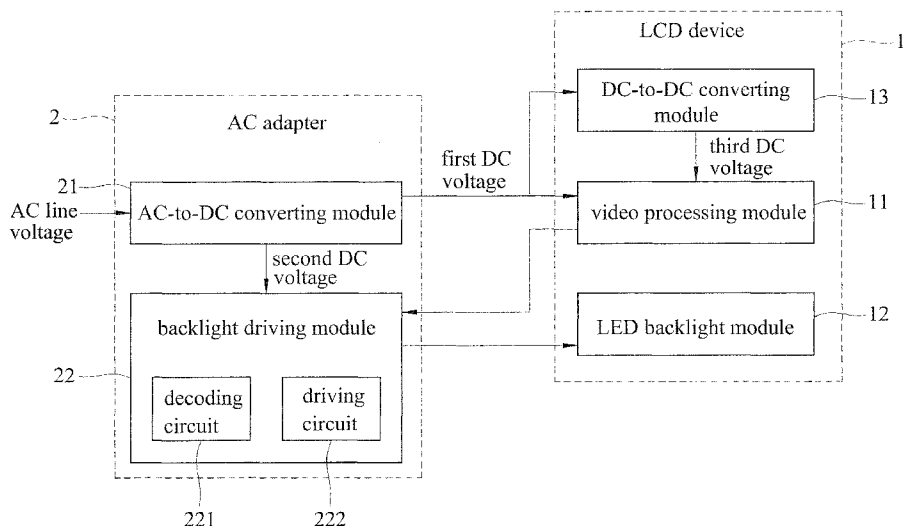 LCD device
1
DC-to-DC converting
module
13
2
AC adapter
first DC
voltage
third DC
voltage
21
AC line
voltage
AC-to-DC converting module
video processing module
11
second DC
voltage
backlight driving module
LED backlight module
12
22
decoding
circuit
driving
circuit
221
222